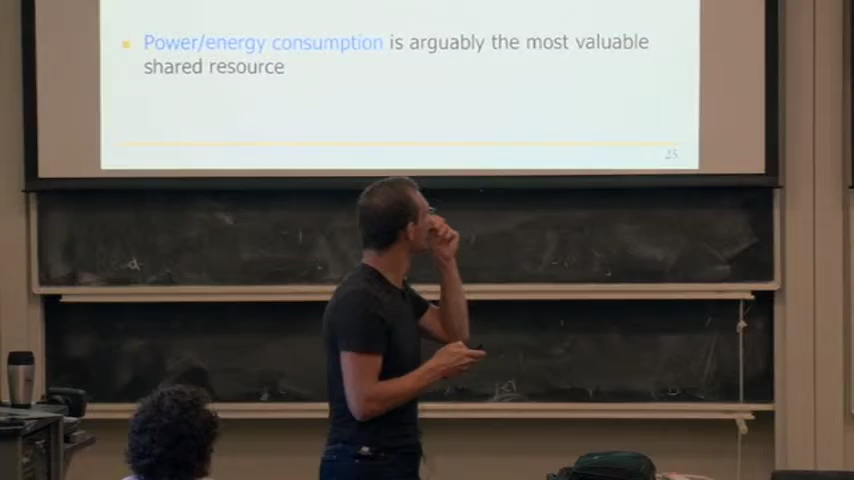 Power/energy consumption is arguably the most valuable
shared resource
23